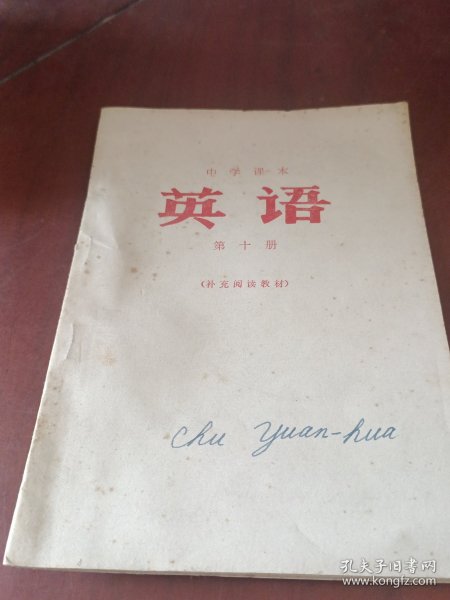 中学课本
英语
第十册
(补充阅读教材)
Chu Yuan-hua
孔夫子旧书网
www.kongfz.com